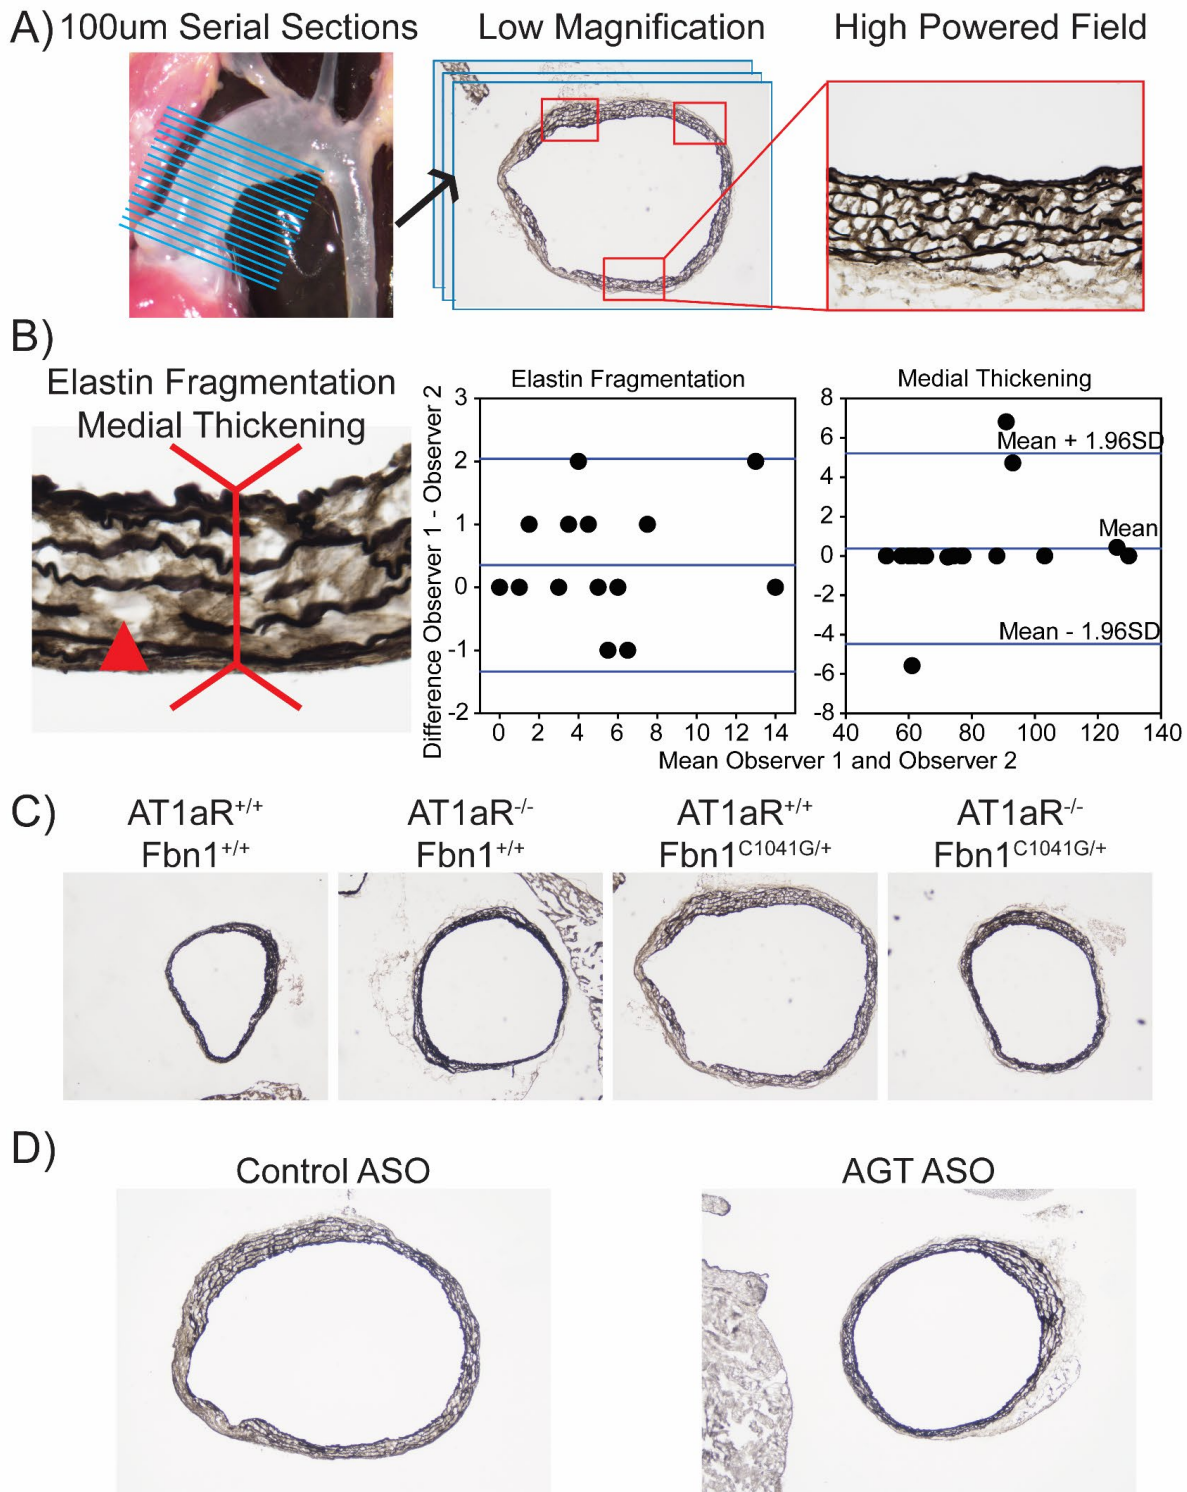 A) 100um Serial Sections Low Magnification High Powered Field
B)
Elastin Fragmentation
Medial Thickening
Elastin Fragmentation
Difference Observer 1 - Observer 2
3
2
1
0
-1
-2
0 2 4 6 8 10 12 14
Medial Thickening
8
6
4
2
0
-2
-4
-6
-8
Mean + 1.96SD
Mean
Mean - 1.96SD
40 60 80 100 120 140
Mean Observer 1 and Observer 2
C) AT1aR+/+ AT1aR-/- AT1aR+/+ AT1aR-/-
Fbn1+/+ Fbn1+/+ Fbn1C1041G/+ Fbn1C1041G/+
D)
Control ASO AGT ASO